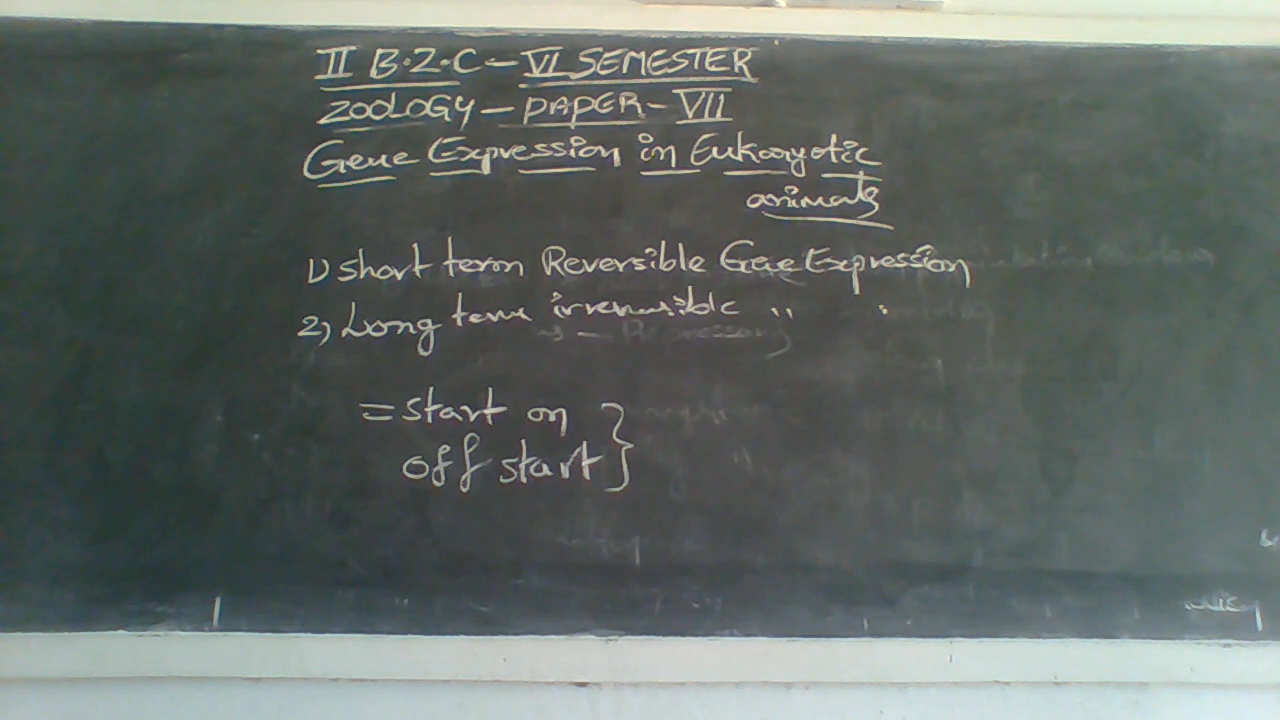 II B.Z.C - VI SEMESTER
ZOOLOGY - PAPER - VII
Gene Expression in Eukaryotic
animals
1) Short term Reversible Gene Expression
2) Long term irreversible " "
= Start on
off start }